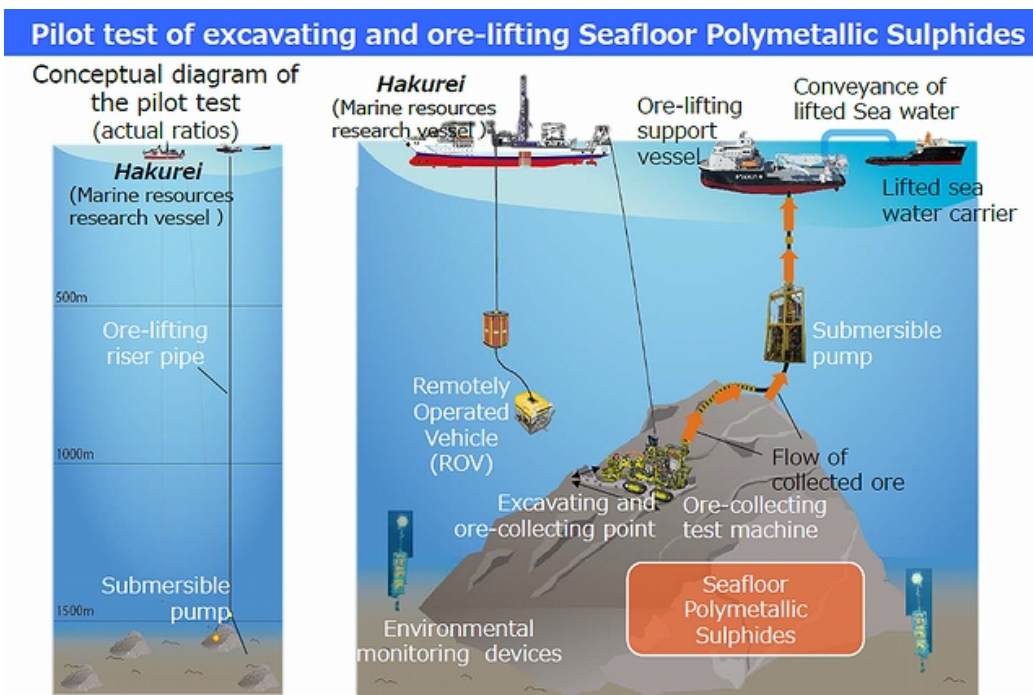 Pilot test of excavating and ore-lifting Seafloor Polymetallic Sulphides
Conceptual diagram of
the pilot test
(actual ratios)
Hakurei
(Marine resources
research vessel )
500m
Ore-lifting
riser pipe
1000m
Submersible
pump
1500m
Hakurei
(Marine resources
research vessel )
Ore-lifting
support
vessel
Conveyance of
lifted Sea water
Lifted sea
water carrier
Submersible
pump
Remotely
Operated
Vehicle
(ROV)
Flow of
collected ore
Excavating and
ore-collecting point
Ore-collecting
test machine
Seafloor
Polymetallic
Sulphides
Environmental
monitoring devices